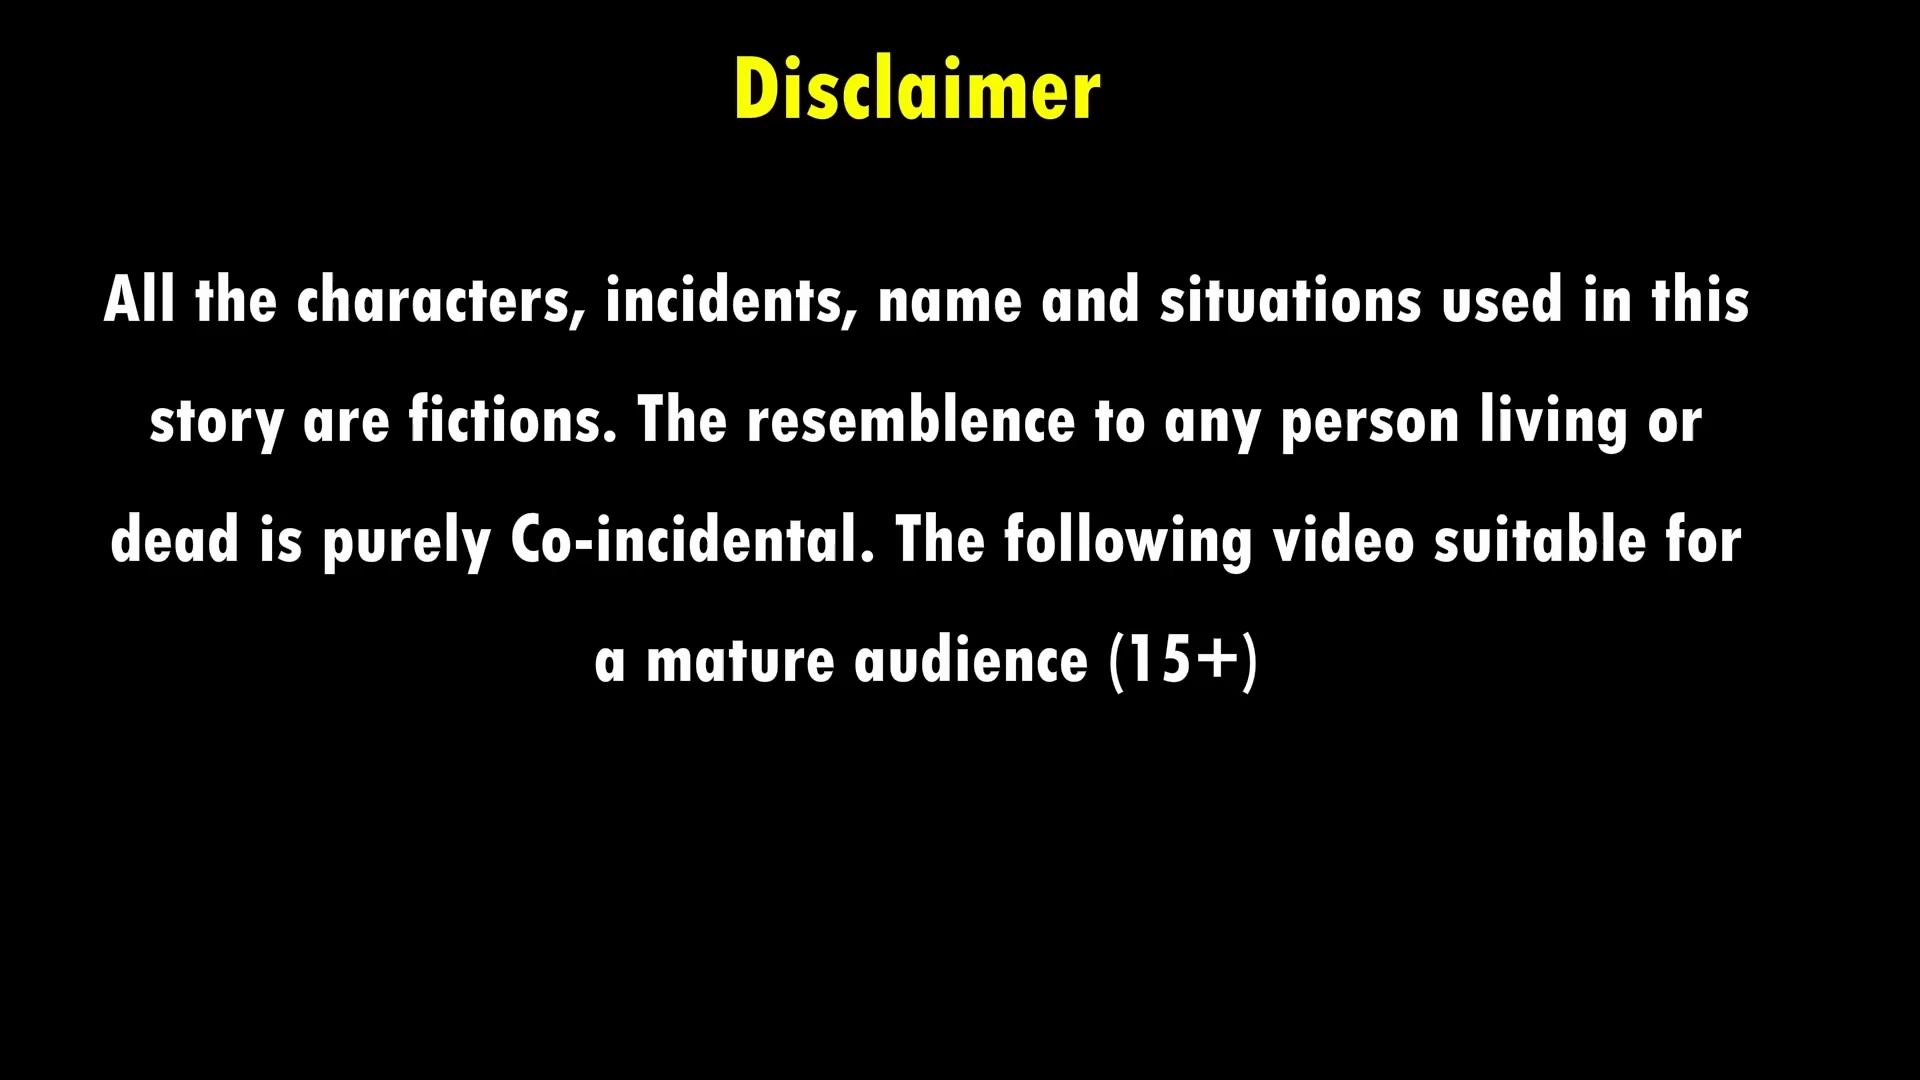 Disclaimer
All the characters, incidents, name and situations used in this
story are fictions. The resemblence to any person living or
dead is purely Co-incidental. The following video suitable for
a mature audience (15+)